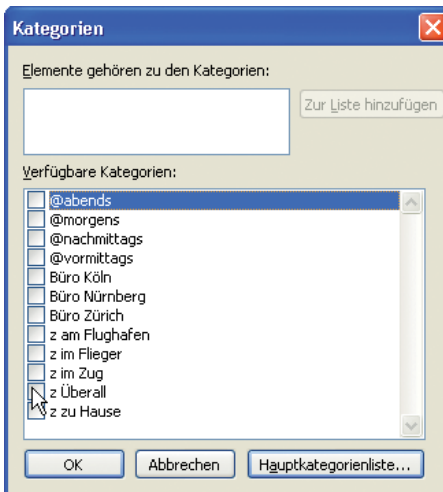 Kategorien
Elemente gehören zu den Kategorien:
Zur Liste hinzufügen
Verfügbare Kategorien:
@abends
@morgens
@nachmittags
@vormittags
Büro Köln
Büro Nürnberg
Büro Zürich
z am Flughafen
z im Flieger
z im Zug
z Überall
z zu Hause
OK
Abbrechen
Hauptkategorienliste...